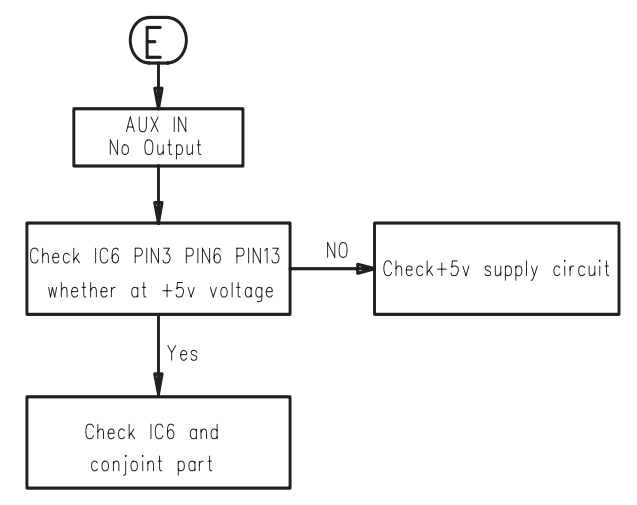 E
AUX IN
No Output
Check IC6 PIN3 PIN6 PIN13
whether at +5v voltage
NO
Check+5v supply circuit
Yes
Check IC6 and
conjoint part